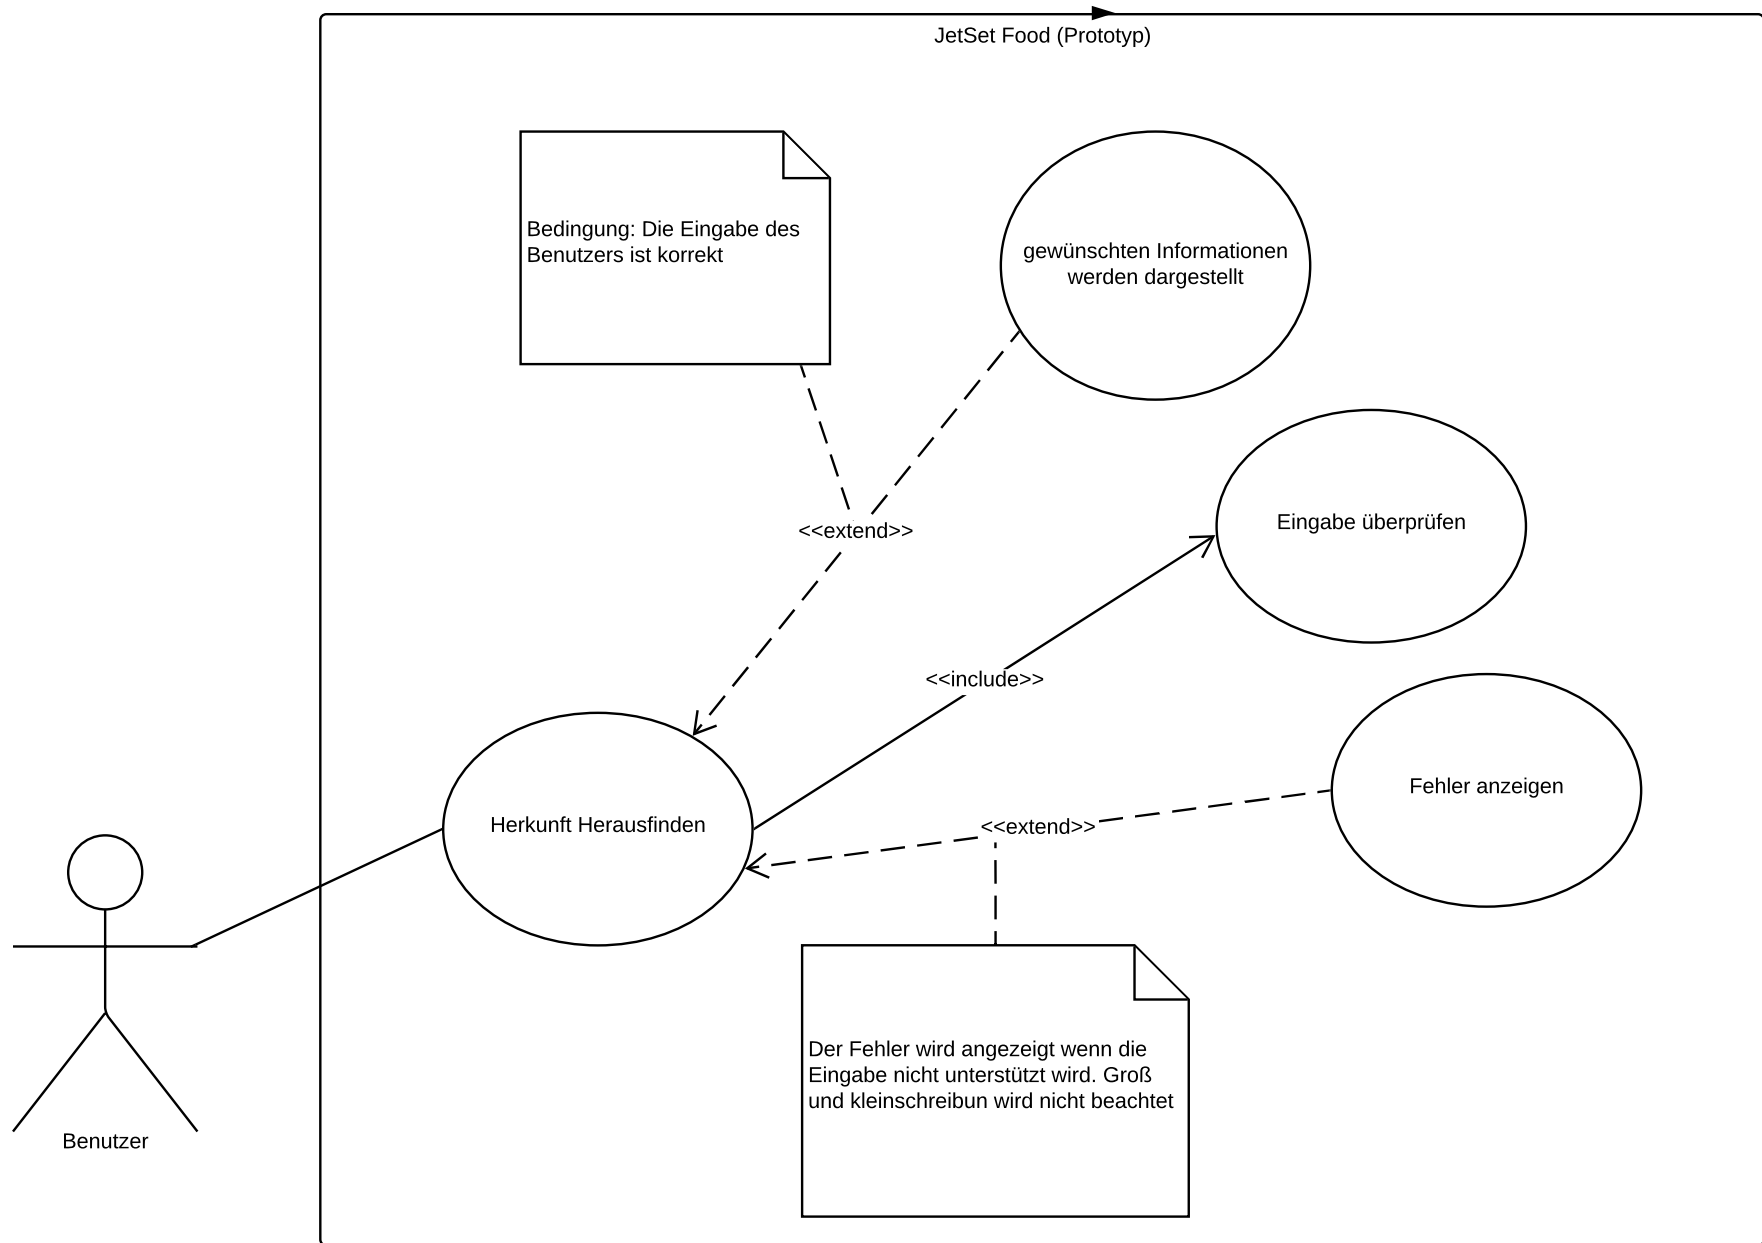 JetSet Food (Prototyp)
Bedingung: Die Eingabe des
Benutzers ist korrekt
gewünschten Informationen
werden dargestellt
<<extend>>
Eingabe überprüfen
<<include>>
Herkunft Herausfinden
<<extend>>
Fehler anzeigen
Der Fehler wird angezeigt wenn die
Eingabe nicht unterstützt wird. Groß
und kleinschreibun wird nicht beachtet
Benutzer